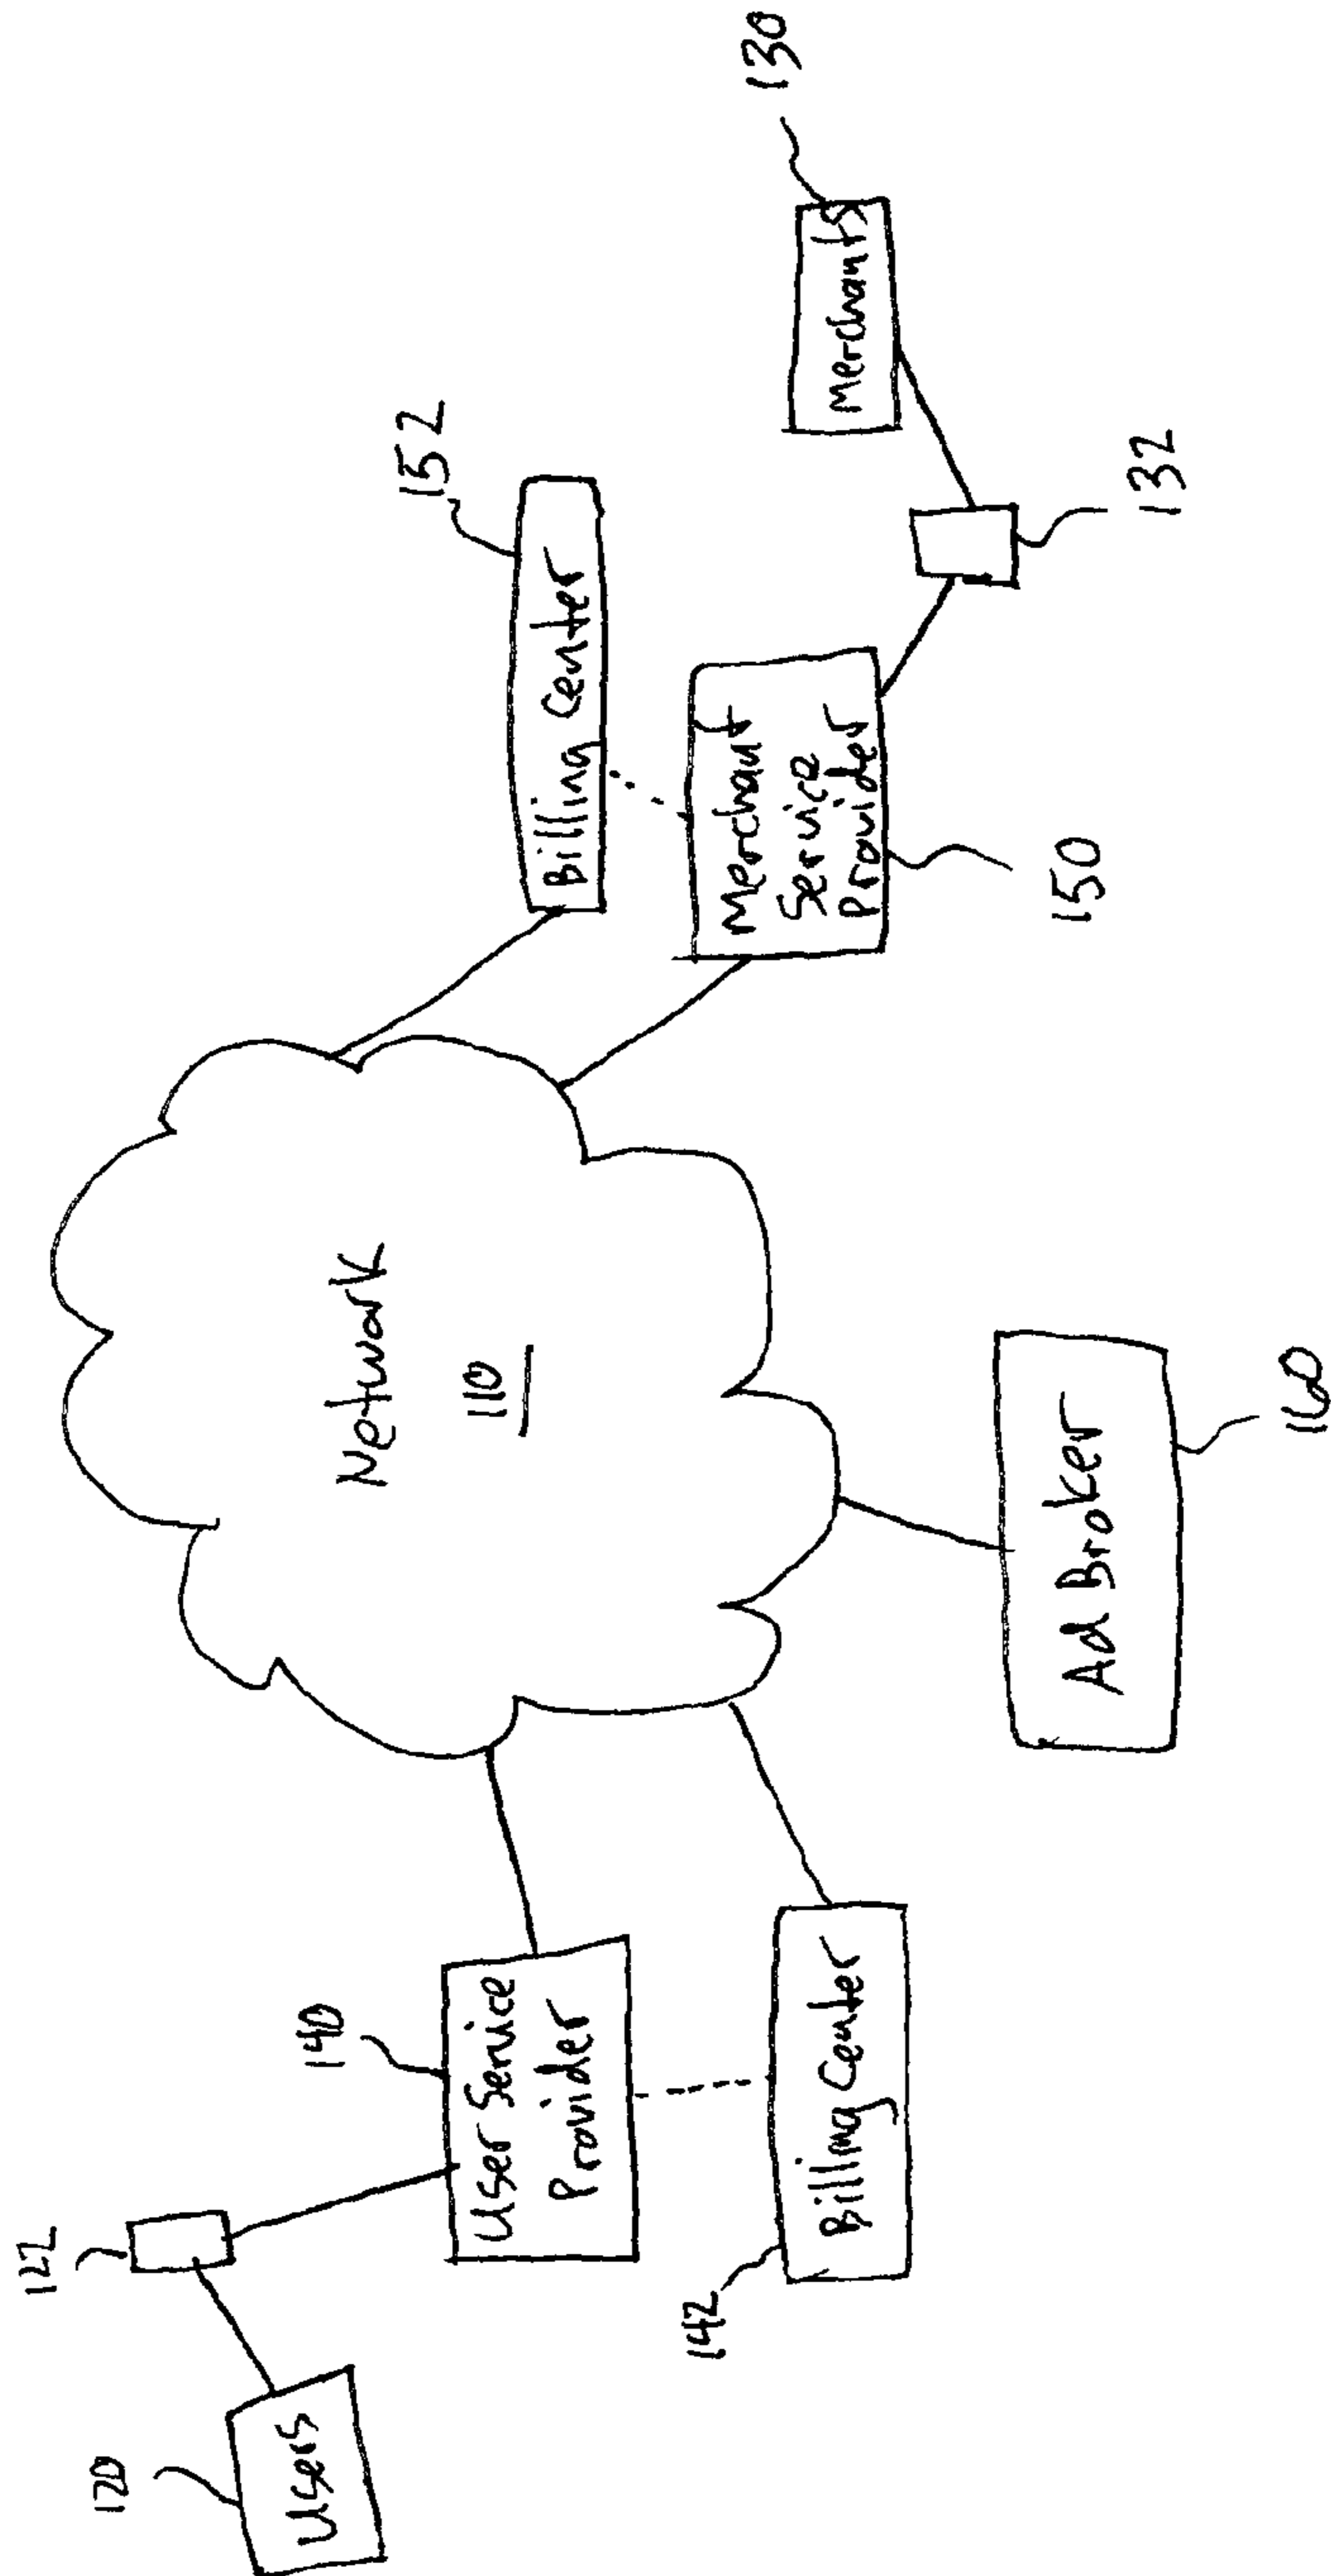 120
Users
122
140
User Service
Provider
142
Billing Center
Network
110
Ad Broker
160
152
Billing Center
Merchant
Service
Provider
150
132
Merchants
130